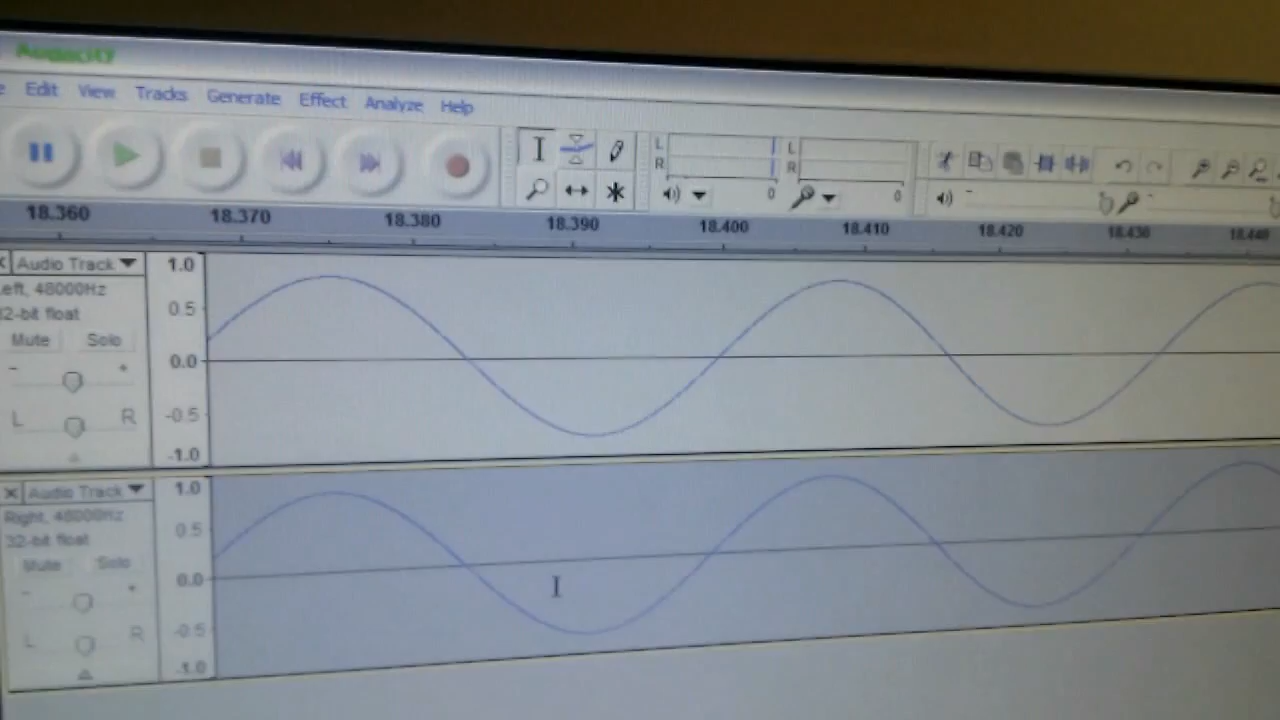 Audacity
Edit View Tracks Generate Effect Analyze Help
L
R
0
L
R
0
18.360 18.370 18.380 18.390 18.400 18.410 18.420 18.430 18.440
X Audio Track
Left, 48000Hz
32-bit float
Mute Solo
- +
L R
1.0
0.5
0.0
-0.5
-1.0
X Audio Track
Right, 48000Hz
32-bit float
Mute Solo
- +
L R
1.0
0.5
0.0
-0.5
-1.0